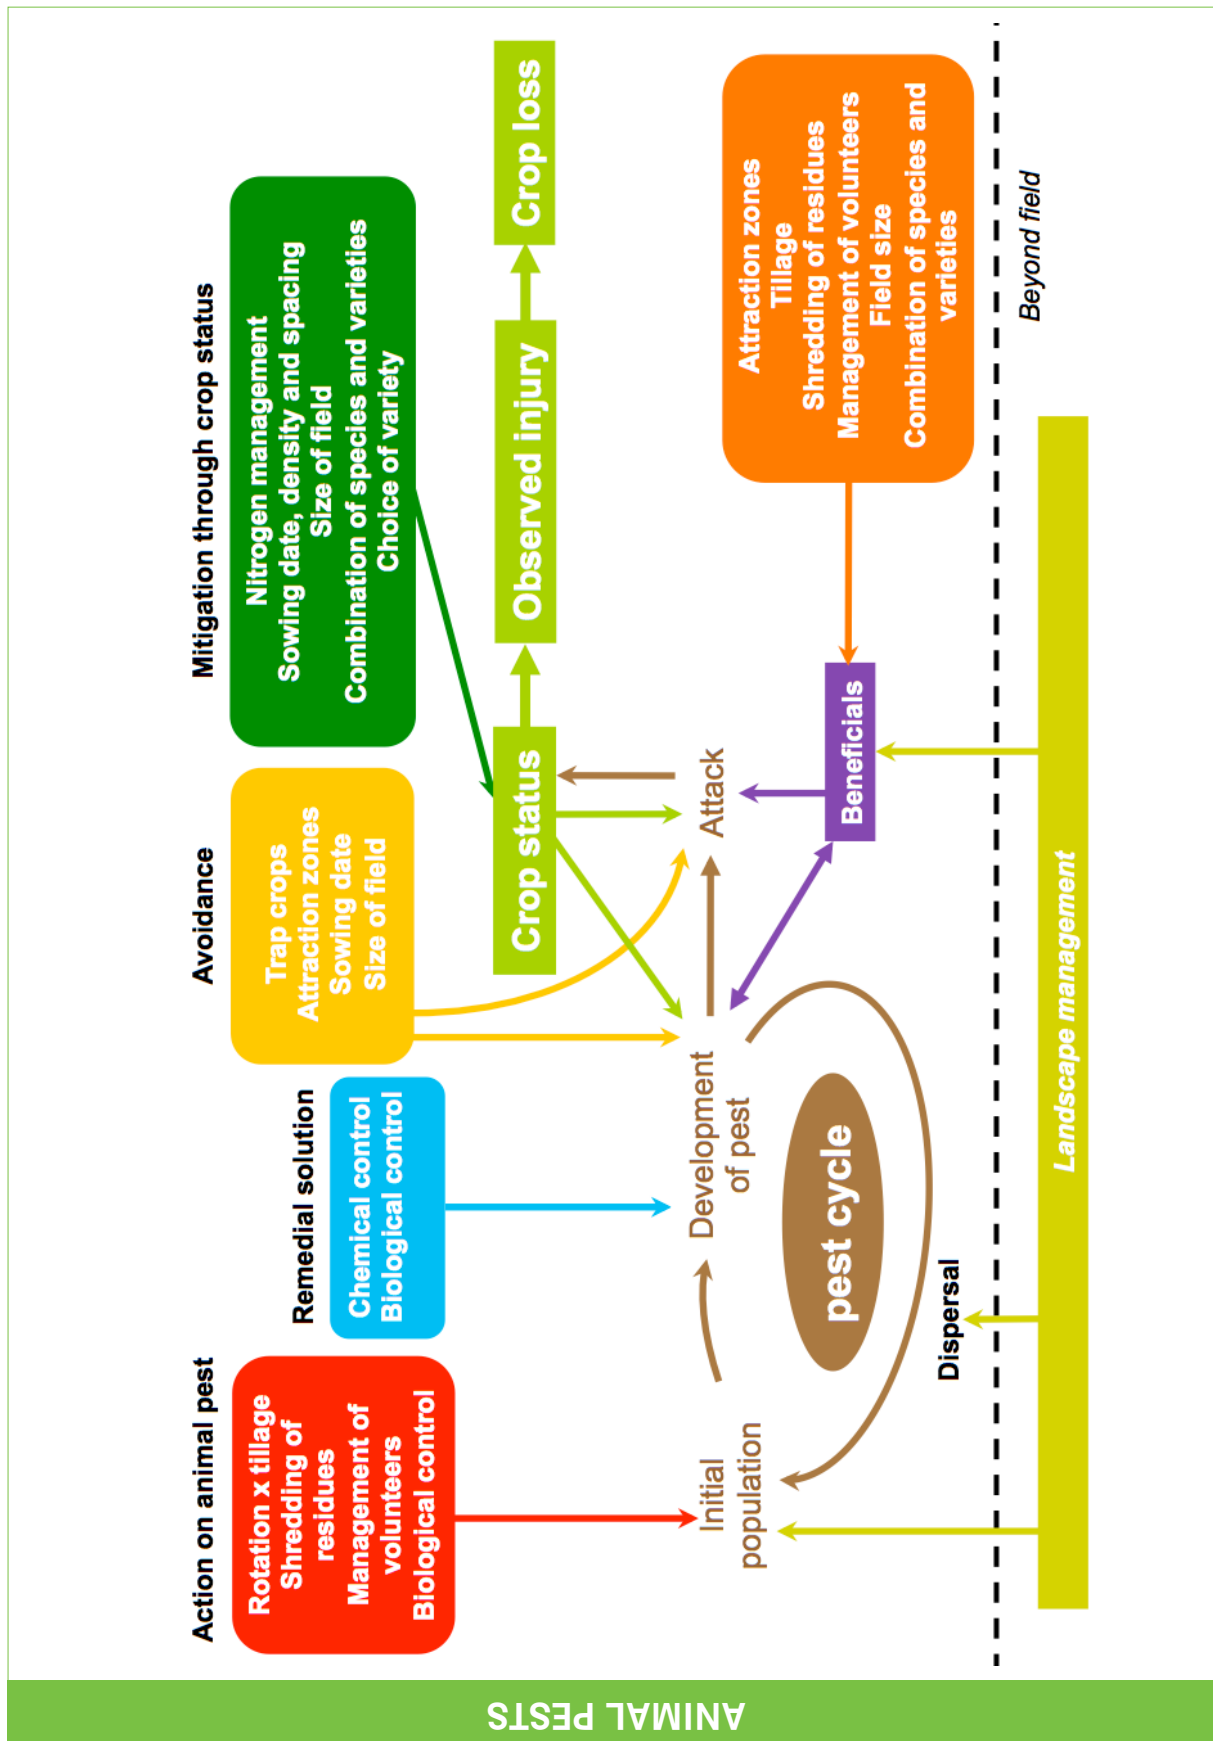 ANIMAL PESTS
Action on animal pest
Rotation x tillage
Shredding of
residues
Management of
volunteers
Biological control
Remedial solution
Chemical control
Biological control
Avoidance
Trap crops
Attraction zones
Sowing date
Size of field
Mitigation through crop status
Nitrogen management
Sowing date, density and spacing
Size of field
Combination of species and varieties
Choice of variety
Crop status
Observed injury
Crop loss
Initial
population
Development
of pest
Attack
pest cycle
Beneficials
Attraction zones
Tillage
Shredding of residues
Management of volunteers
Field size
Combination of species and
varieties
Dispersal
Beyond field
Landscape management